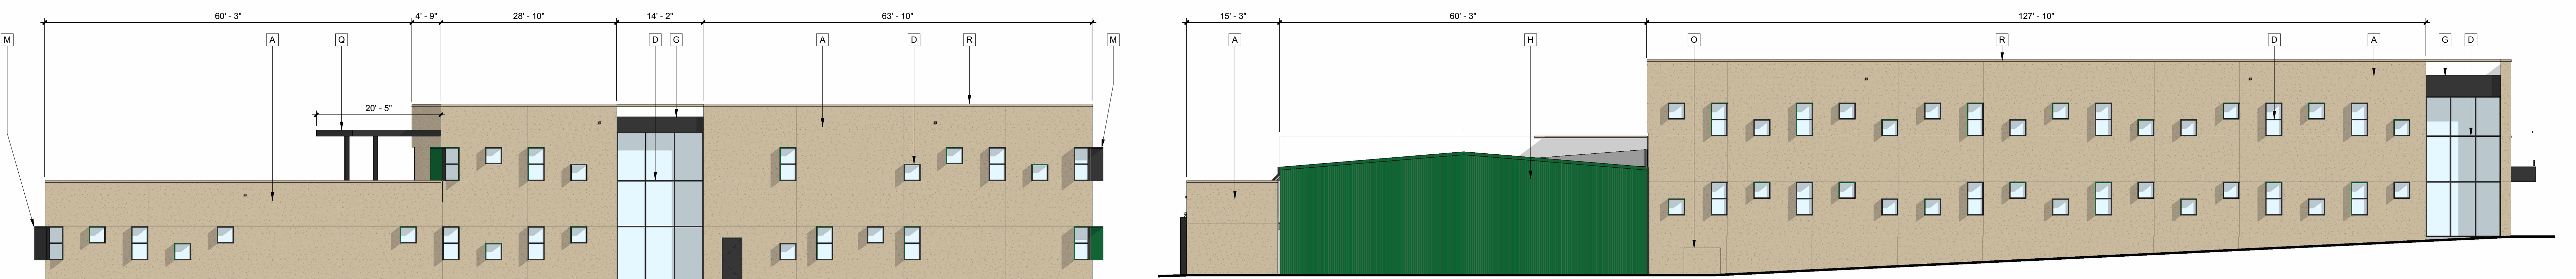 60' - 3" 4' - 9" 28' - 10" 14' - 2" 63' - 10"
M A Q D G A D R M
20' - 5"
15' - 3" 60' - 3" 127' - 10"
A H O R D A G D